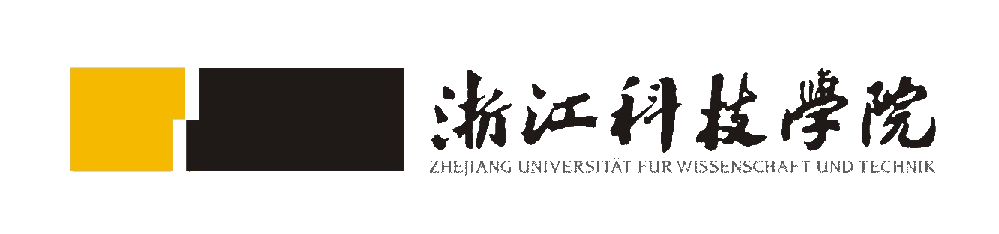 浙江科技學院
ZHEJIANG UNIVERSITÄT FÜR WISSENSCHAFT UND TECHNIK